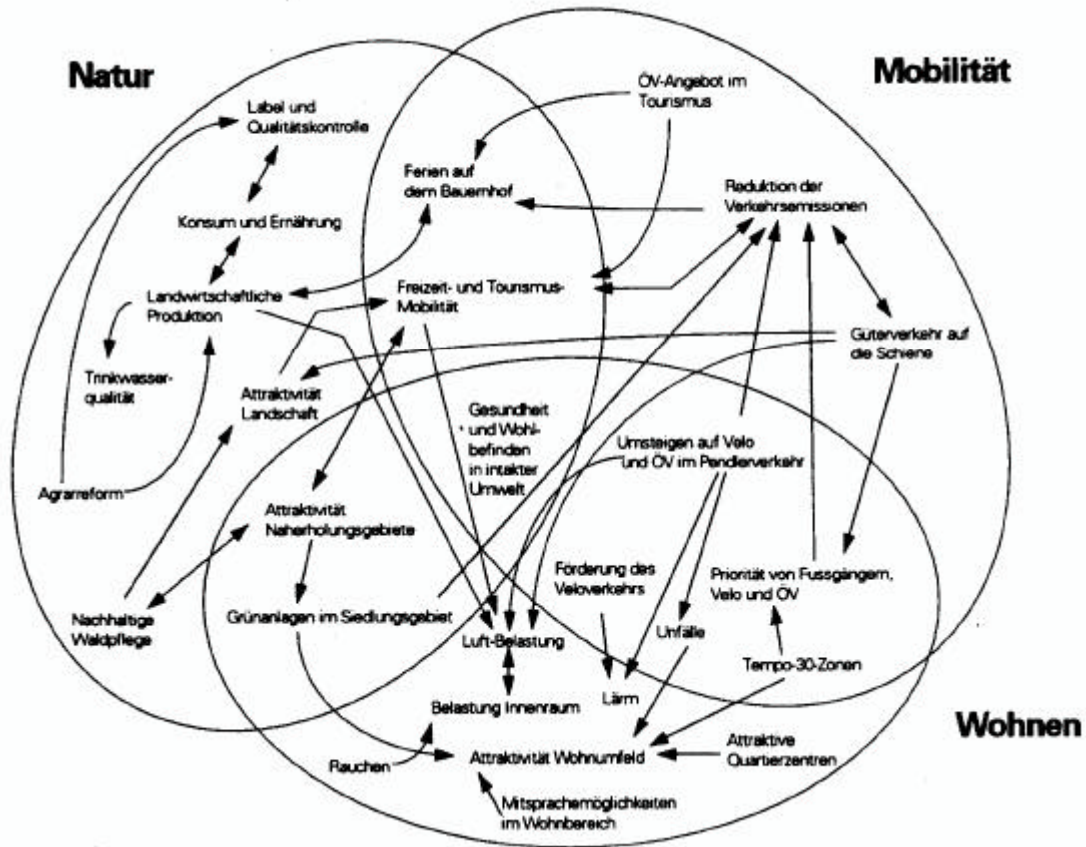 Natur
Mobilität
ÖV-Angebot im
Tourismus
Label und
Qualitätskontrolle
Ferien auf
dem Bauernhof
Reduktion der
Verkehrsemissionen
Konsum und Ernährung
Landwirtschaftliche
Produktion
Freizeit- und Tourismus-
Mobilität
Güterverkehr auf
die Schiene
Trinkwasser-
qualität
Attraktivität
Landschaft
Gesundheit
und Wohl-
befinden
in intakter
Umwelt
Umsteigen auf Velo
und ÖV im Pendlerverkehr
Agrarreform
Attraktivität
Naherholungsgebiete
Förderung des
Veloverkehrs
Priorität von Fussgängern,
Velo und ÖV
Nachhaltige
Waldpflege
Grünanlagen im Siedlungsgebiet
Luft-Belastung
Unfälle
Tempo-30-Zonen
Lärm
Belastung Innenraum
Wohnen
Rauchen
Attraktivität Wohnumfeld
Attraktive
Quartierzentren
Mitsprachemöglichkeiten
im Wohnbereich